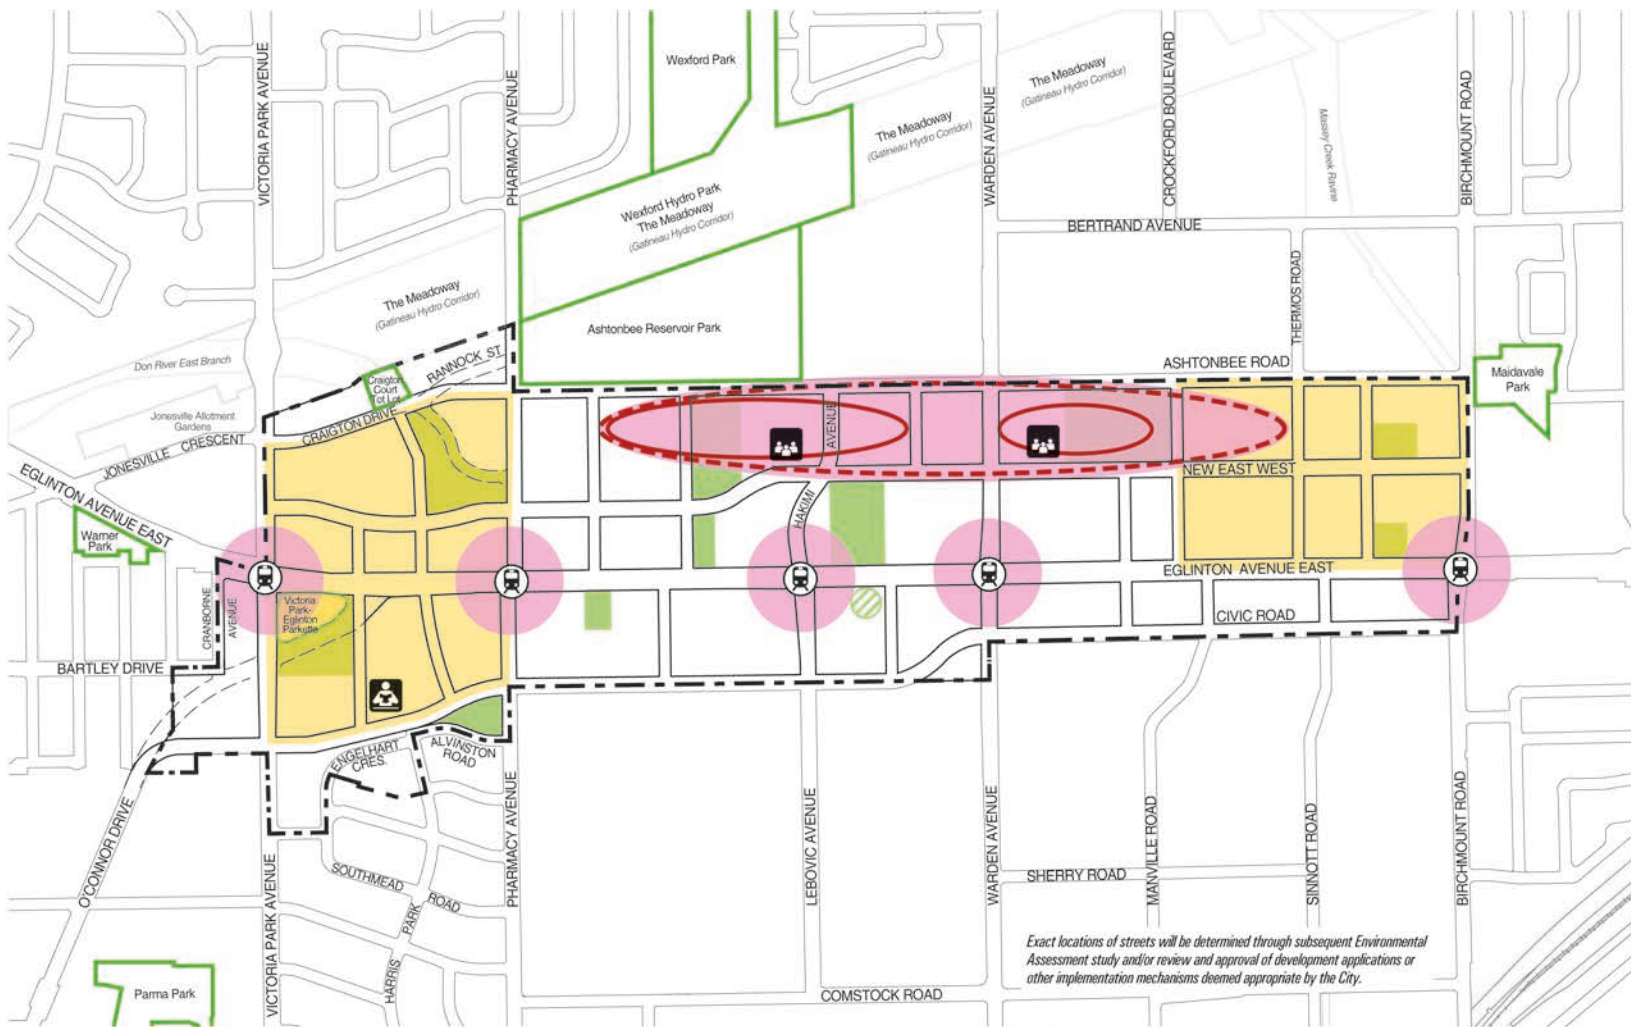 Wexford Park
The Meadoway
(Gatineau Hydro Corridor)
The Meadoway
(Gatineau Hydro Corridor)
VICTORIA PARK AVENUE
PHARMACY AVENUE
WARDEN AVENUE
CROCKFORD BOULEVARD
BIRCHMOUNT ROAD
Massey Creek Ravine
Wexford Hydro Park
The Meadoway
(Gatineau Hydro Corridor)
BERTRAND AVENUE
THERMOS ROAD
The Meadoway
(Gatineau Hydro Corridor)
Ashtonbee Reservoir Park
Don River East Branch
RANNOCK ST.
ASHTONBEE ROAD
Maidavale
Park
Craigton
Court
Tot Lot
Jonesville Allotment
Gardens
JONESVILLE CRESCENT
CRAIGTON DRIVE
AVENUE
HAKIMI
NEW EAST WEST
EGLINTON AVENUE EAST
Warner
Park
EGLINTON AVENUE EAST
CRANBORNE
AVENUE
Victoria
Park-
Eglinton
Parkette
CIVIC ROAD
BARTLEY DRIVE
ENGELHART
CRES.
ALVINSTON
ROAD
O'CONNOR DRIVE
VICTORIA PARK AVENUE
PHARMACY AVENUE
LEBOVIC AVENUE
WARDEN AVENUE
MANVILLE ROAD
SINNOTT ROAD
BIRCHMOUNT ROAD
SOUTHMEAD ROAD
SHERRY ROAD
HARRIS PARK
Exact locations of streets will be determined through subsequent Environmental
Assessment study and/or review and approval of development applications or
other implementation mechanisms deemed appropriate by the City.
Parma Park
COMSTOCK ROAD